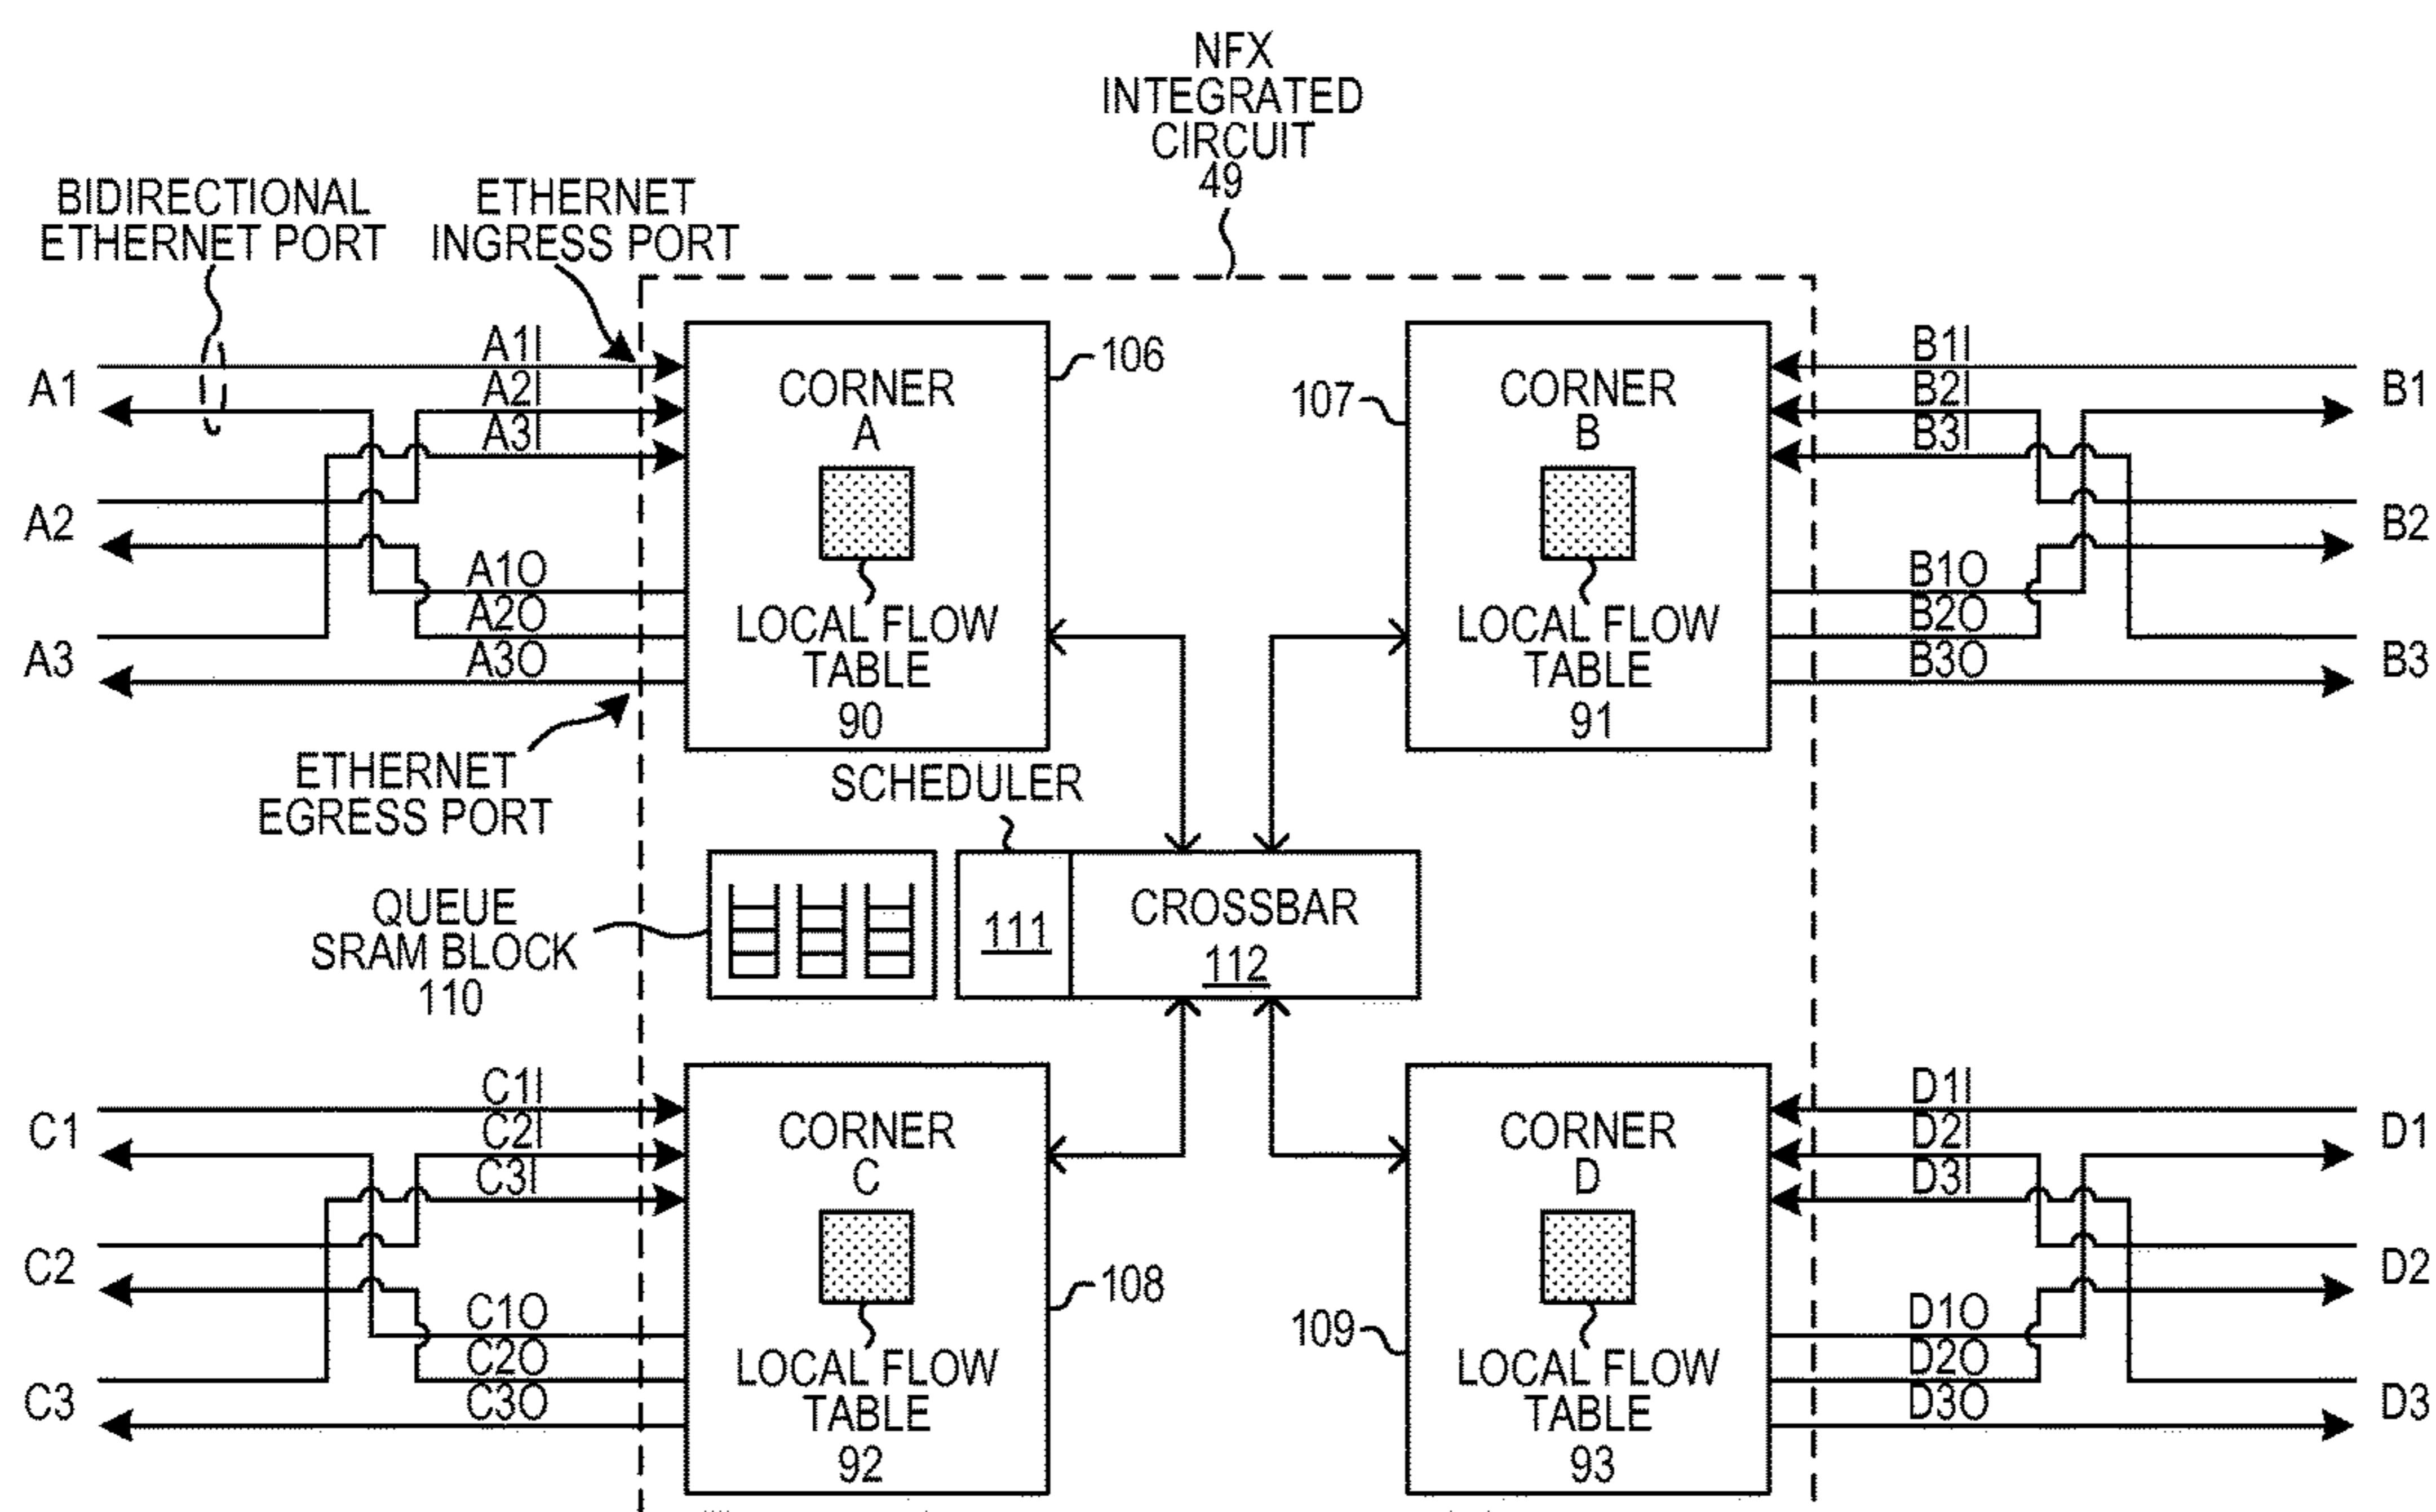 NFX
INTEGRATED
CIRCUIT
49
BIDIRECTIONAL
ETHERNET PORT
ETHERNET
INGRESS PORT
A1
A2
A3
A1I
A2I
A3I
A1O
A2O
A3O
ETHERNET
EGRESS PORT
CORNER
A
LOCAL FLOW
TABLE
90
106
107
CORNER
B
LOCAL FLOW
TABLE
91
B1I
B2I
B3I
B1O
B2O
B3O
B1
B2
B3
SCHEDULER
QUEUE
SRAM BLOCK
110
111
CROSSBAR
112
C1
C2
C3
C1I
C2I
C3I
C1O
C2O
C3O
CORNER
C
LOCAL FLOW
TABLE
92
108
109
CORNER
D
LOCAL FLOW
TABLE
93
D1I
D2I
D3I
D1O
D2O
D3O
D1
D2
D3